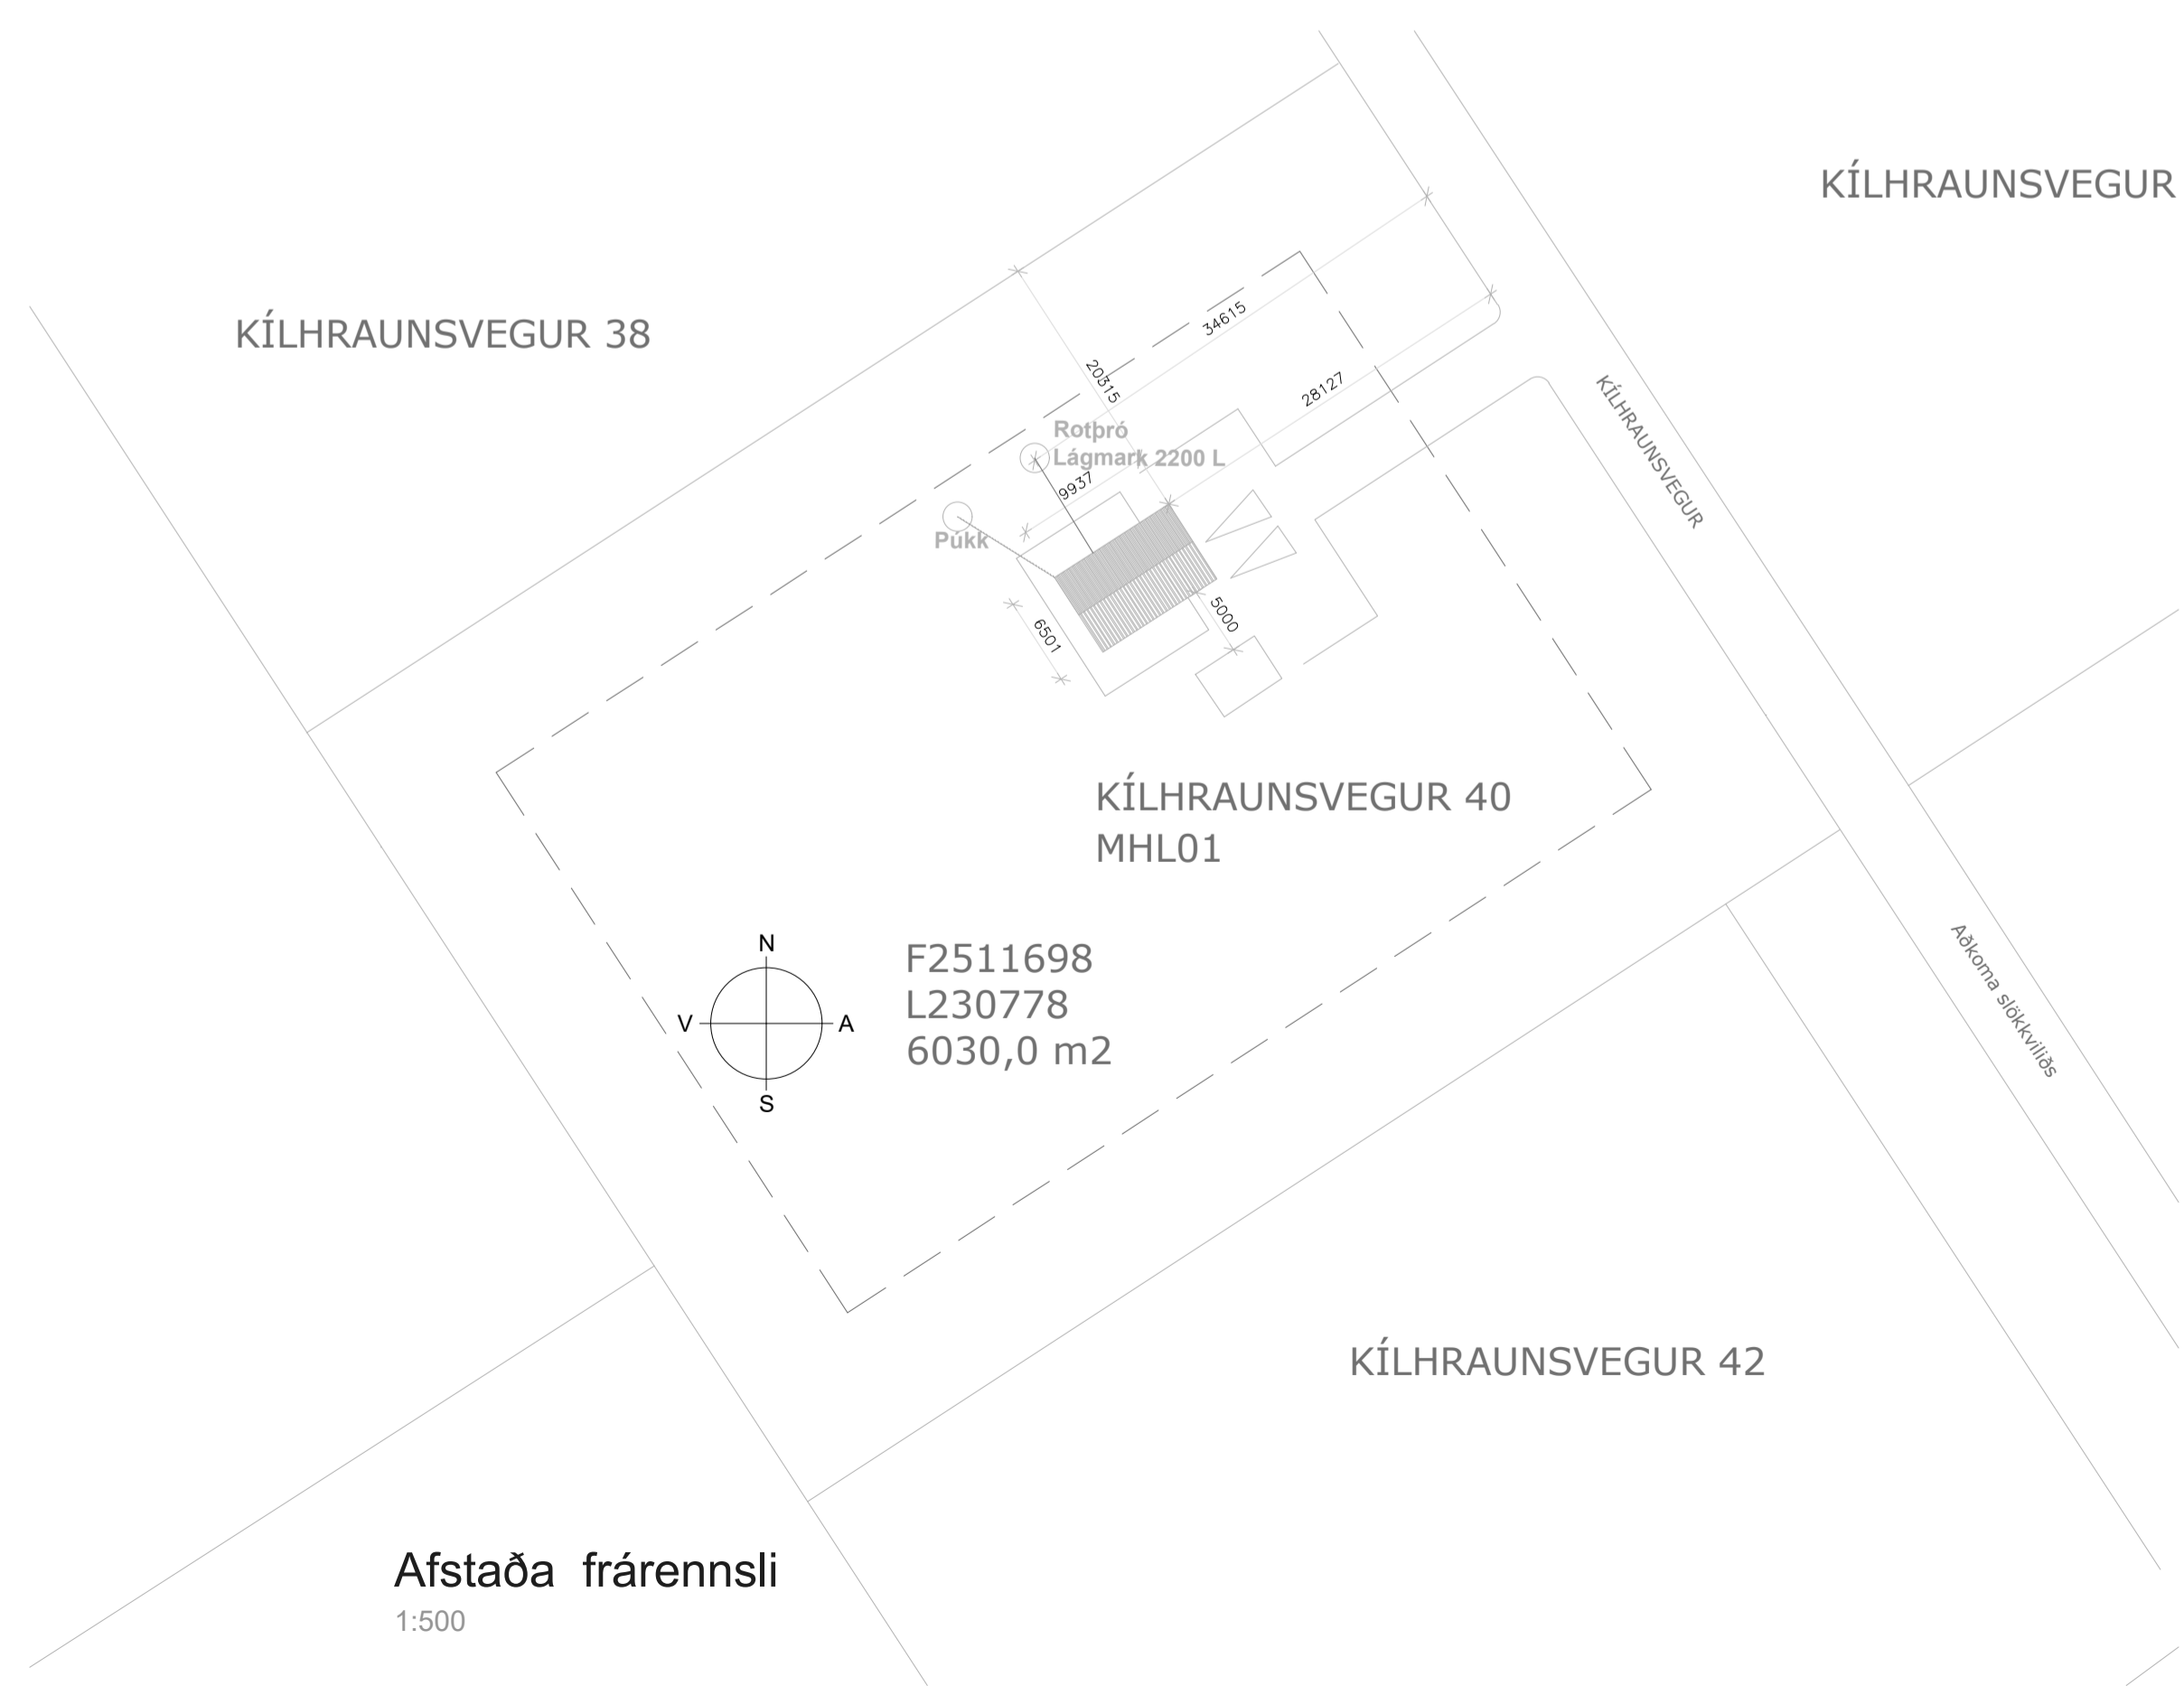 KÍLHRAUNSVEGUR
KÍLHRAUNSVEGUR 38
34615
20315
28127
KÍLHRAUNSVEGUR
Rotþró
Lágmark 2200 L
9937
Púkk
5000
6501
KÍLHRAUNSVEGUR 40
MHL01
Aðkoma slökkviliðs
N
V
A
S
F2511698
L230778
6030,0 m2
KÍLHRAUNSVEGUR 42
Afstaða frárennsli
1:500